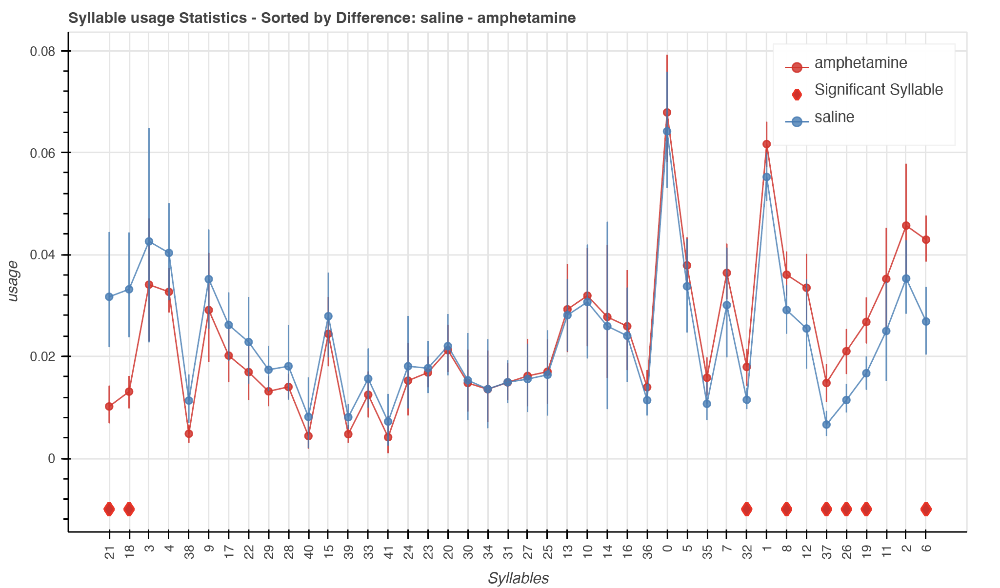 Syllable usage Statistics - Sorted by Difference: saline - amphetamine
amphetamine
Significant Syllable
saline
0.08
0.06
0.04
0.02
0
usage
21 18 3 4 38 9 17 22 29 28 40 15 39 33 41 24 23 20 30 34 31 27 25 13 10 14 16 36 0 5 35 7 32 1 8 12 37 26 19 11 2 6
Syllables